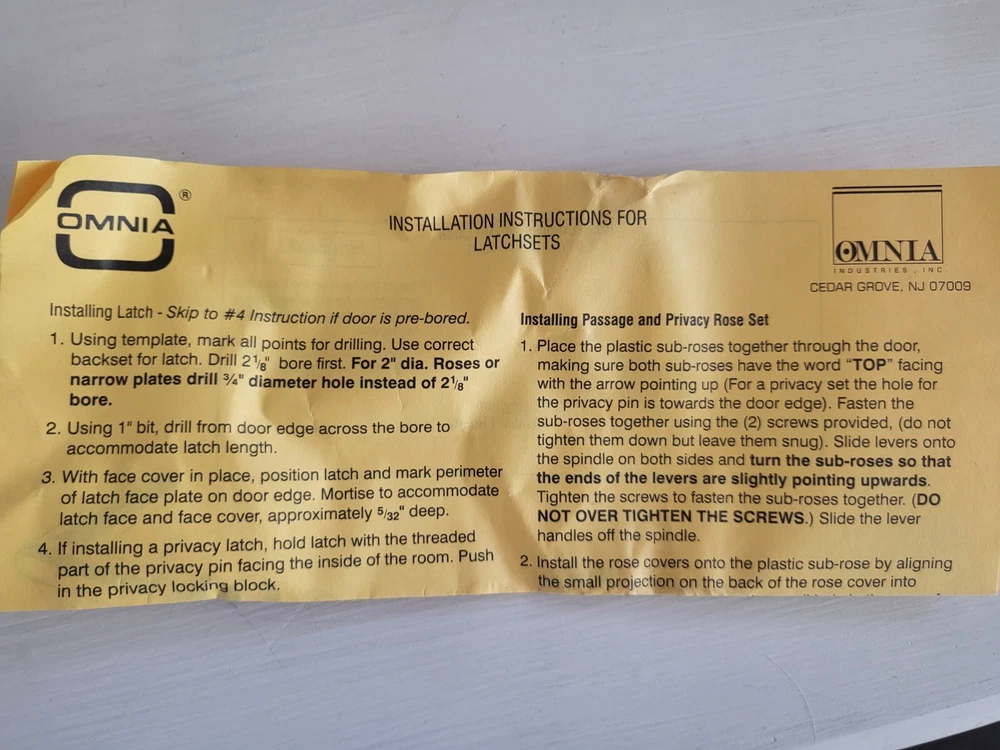 OMNIA ®
INSTALLATION INSTRUCTIONS FOR
LATCHSETS
OMNIA
INDUSTRIES, INC.
CEDAR GROVE, NJ 07009
Installing Latch - Skip to #4 Instruction if door is pre-bored.
1. Using template, mark all points for drilling. Use correct
backset for latch. Drill 2 1/8" bore first. For 2" dia. Roses or
narrow plates drill 3/4" diameter hole instead of 2 1/8"
bore.
2. Using 1" bit, drill from door edge across the bore to
accommodate latch length.
3. With face cover in place, position latch and mark perimeter
of latch face plate on door edge. Mortise to accommodate
latch face and face cover, approximately 5/32" deep.
4. If installing a privacy latch, hold latch with the threaded
part of the privacy pin facing the inside of the room. Push
in the privacy locking block.
Installing Passage and Privacy Rose Set
1. Place the plastic sub-roses together through the door,
making sure both sub-roses have the word “TOP” facing
with the arrow pointing up (For a privacy set the hole for
the privacy pin is towards the door edge). Fasten the
sub-roses together using the (2) screws provided, (do not
tighten them down but leave them snug). Slide levers onto
the spindle on both sides and turn the sub-roses so that
the ends of the levers are slightly pointing upwards.
Tighten the screws to fasten the sub-roses together. (DO
NOT OVER TIGHTEN THE SCREWS.) Slide the lever
handles off the spindle.
2. Install the rose covers onto the plastic sub-rose by aligning
the small projection on the back of the rose cover into